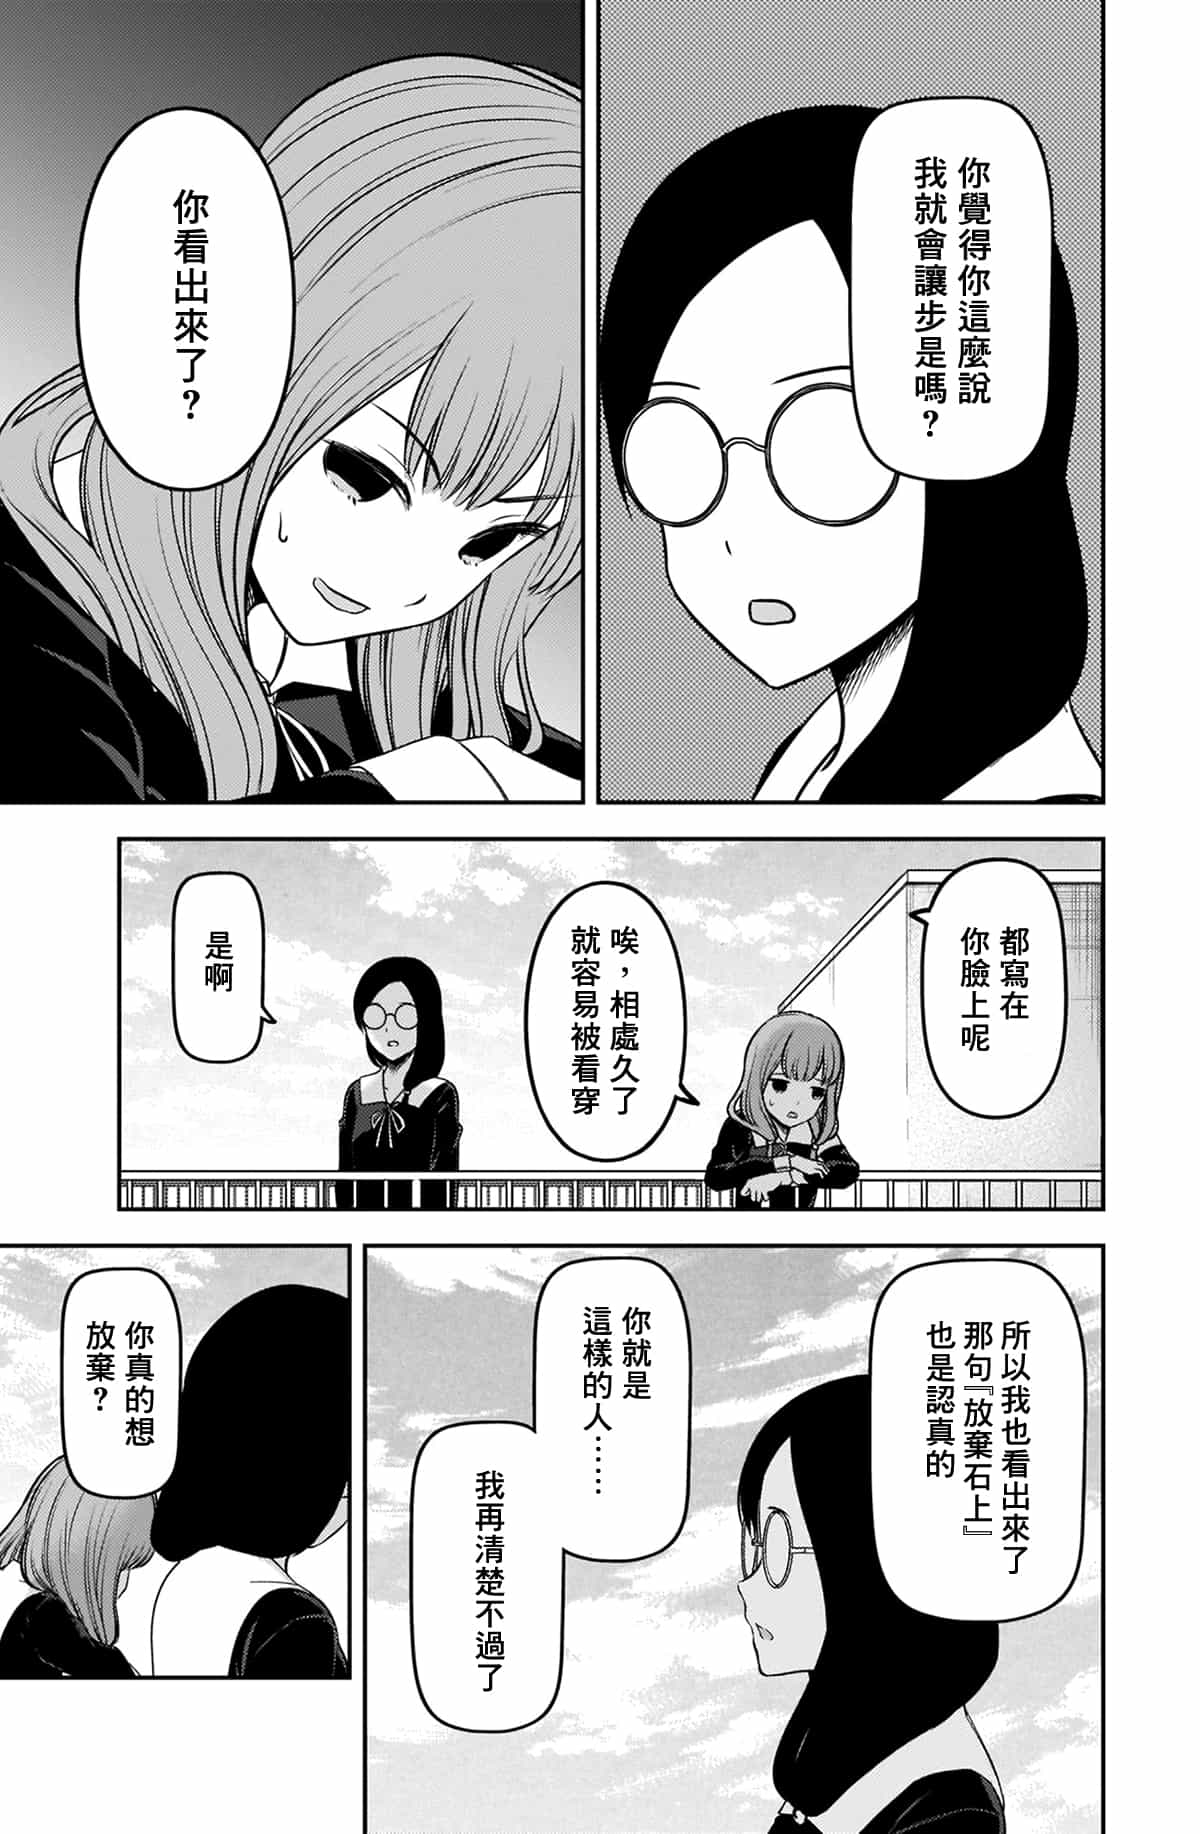 你覺得你這麼說
我就會讓步是嗎？
你看出來了？
都寫在
你臉上呢
唉，相處久了
就容易被看穿
是啊
所以我也看出來了
那句『放棄石上』
也是認真的
你就是
這樣的人……
我再清楚不過了
你真的想
放棄？